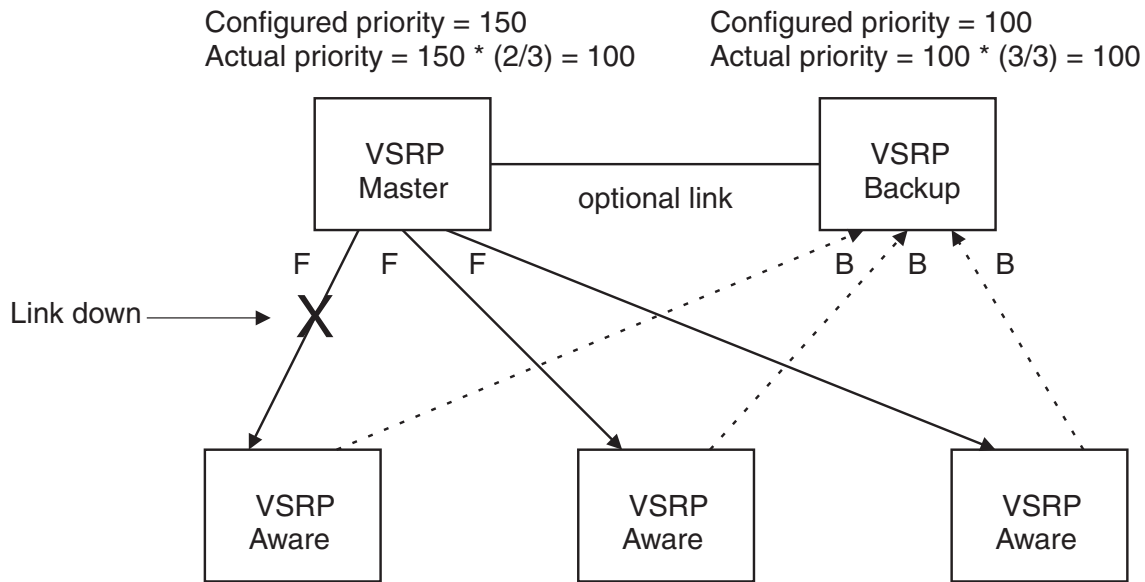 Configured priority = 150
Actual priority = 150 * (2/3) = 100
Configured priority = 100
Actual priority = 100 * (3/3) = 100
VSRP
Master
optional link
VSRP
Backup
F
F
F
B
B
B
Link down
X
VSRP
Aware
VSRP
Aware
VSRP
Aware